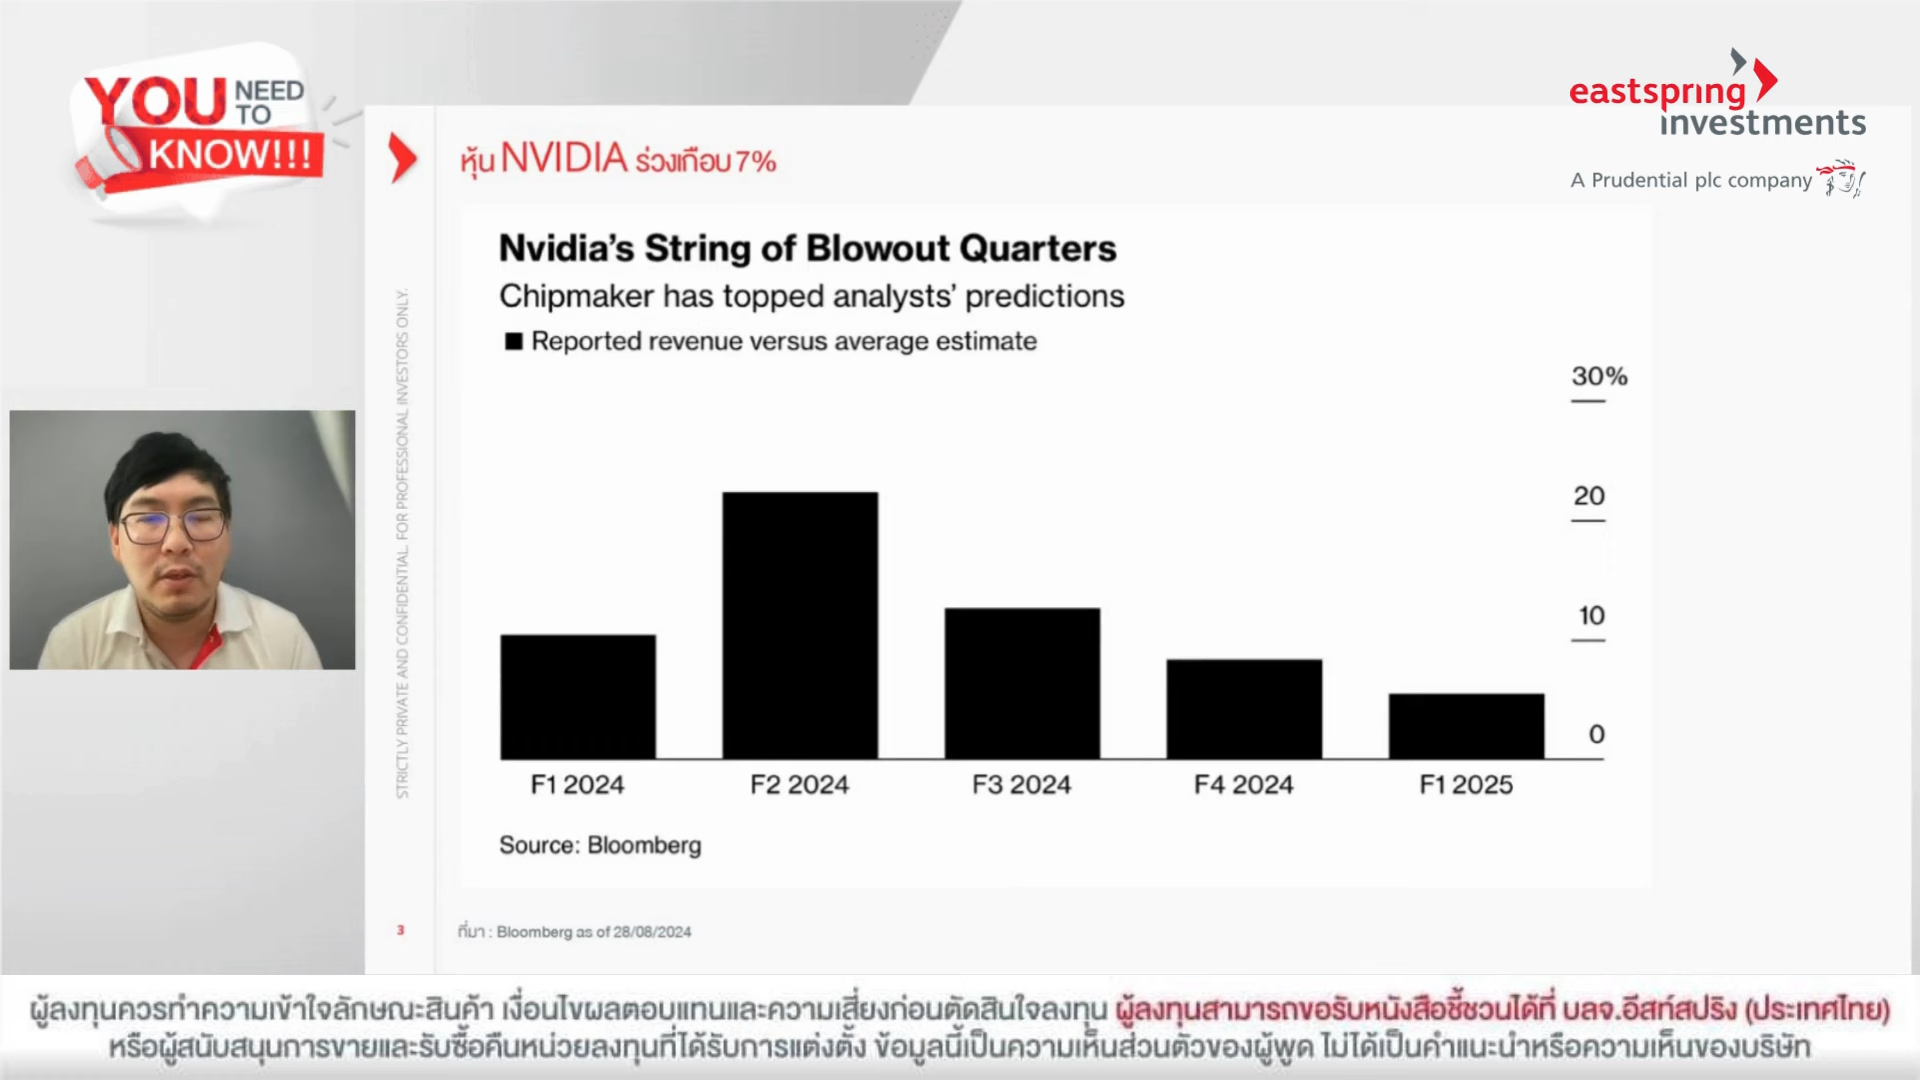 YOU NEED
TO
KNOW!!!
eastspring
investments
A Prudential plc company
หุ้น NVIDIA ร่วงเกือบ 7%
STRICTLY PRIVATE AND CONFIDENTIAL. FOR PROFESSIONAL INVESTORS ONLY.
Nvidia’s String of Blowout Quarters
Chipmaker has topped analysts’ predictions
Reported revenue versus average estimate
30%
20
10
0
F1 2024 F2 2024 F3 2024 F4 2024 F1 2025
Source: Bloomberg
3
ที่มา : Bloomberg as of 28/08/2024
ผู้ลงทุนควรทำความเข้าใจลักษณะสินค้า เงื่อนไขผลตอบแทนและความเสี่ยงก่อนตัดสินใจลงทุน ผู้ลงทุนสามารถขอรับหนังสือชี้ชวนได้ที่ บลจ.อีสท์สปริง (ประเทศไทย)
หรือผู้สนับสนุนการขายและรับซื้อคืนหน่วยลงทุนที่ได้รับการแต่งตั้ง ข้อมูลนี้เป็นความเห็นส่วนตัวของผู้พูด ไม่ได้เป็นคำแนะนำหรือความเห็นของบริษัท